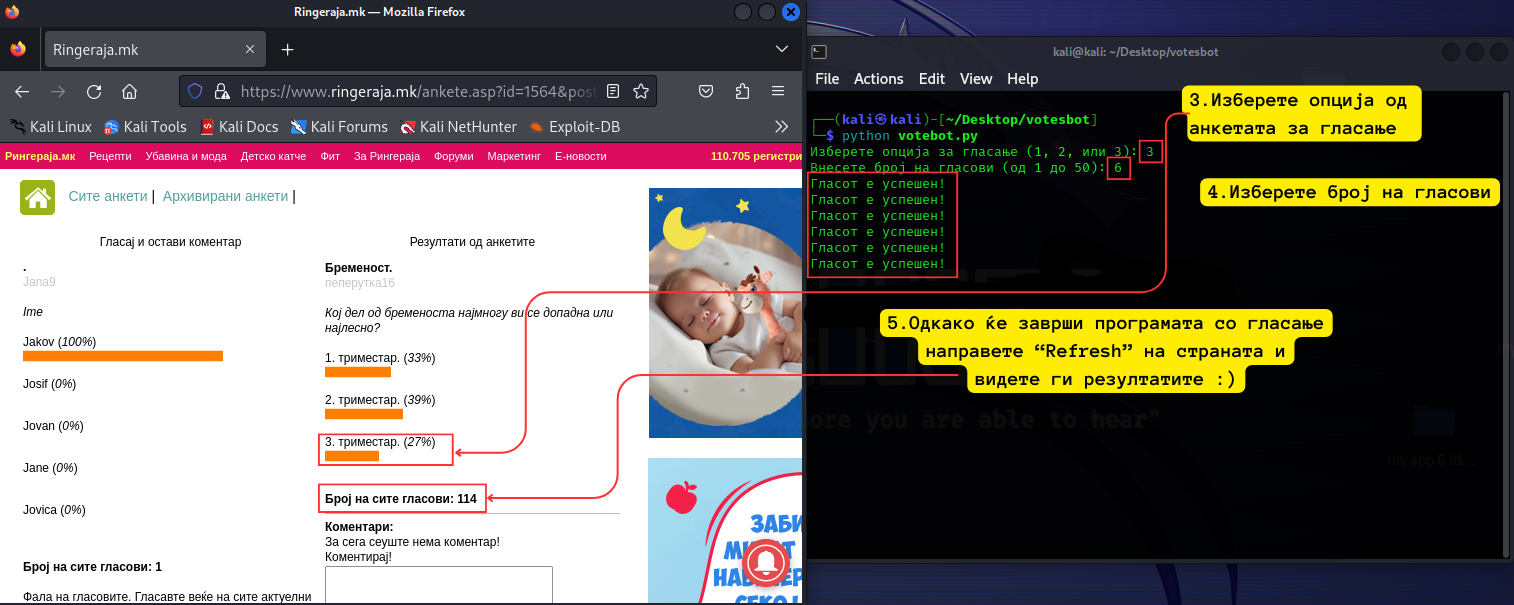 Ringeraja.mk — Mozilla Firefox
Ringeraja.mk
https://www.ringeraja.mk/ankete.asp?id=1564&post
Kali Linux
Kali Tools
Kali Docs
Kali Forums
Kali NetHunter
Exploit-DB
Рингераја.мк Рецепти Убавина и мода Детско катче Фит За Рингераја Форуми Маркетинг Е-новости 110.705 регистри
Сите анкети | Архивирани анкети |
Гласај и остави коментар
.
Jana9
Ime
Jakov (100%)
Josif (0%)
Jovan (0%)
Jane (0%)
Jovica (0%)
Број на сите гласови: 1
Фала на гласовите. Гласавте веќе на сите актуелни
Резултати од анкетите
Бременост.
пеперутка16
Кој дел од бременоста најмногу ви се допадна или
најлесно?
1. триместар. (33%)
2. триместар. (39%)
3. триместар. (27%)
Број на сите гласови: 114
Коментари:
За сега сеуште нема коментар!
Коментирај!
ЗАБИ
kali@kali: ~/Desktop/votesbot
File Actions Edit View Help
┌──(kali㉿kali)-[~/Desktop/votesbot]
└─$ python votebot.py
Изберете опција за гласање (1, 2, или 3): 3
Внесете број на гласови (од 1 до 50): 6
Гласот е успешен!
Гласот е успешен!
Гласот е успешен!
Гласот е успешен!
Гласот е успешен!
Гласот е успешен!
3.Изберете опција од
анкетата за гласање
4.Изберете број на гласови
5.Одкако ќе заврши програмата со гласање
направете “Refresh” на страната и
видете ги резултатите :)
ore you are able to hear"
my app 6 id...